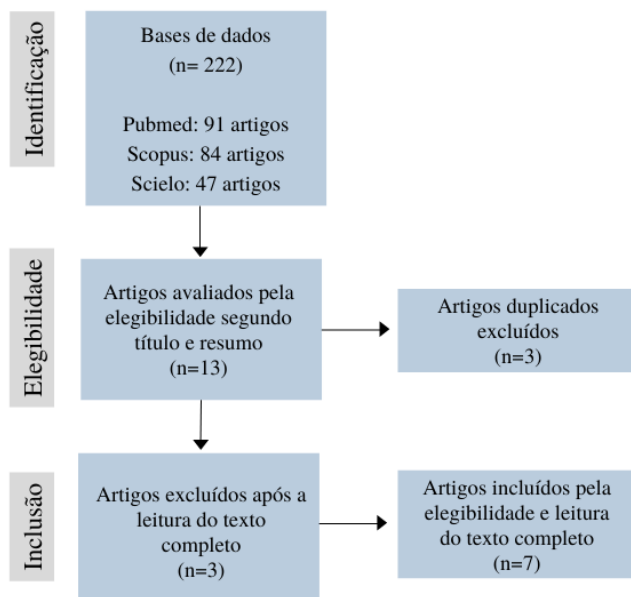 Identificação
Bases de dados
(n= 222)
Pubmed: 91 artigos
Scopus: 84 artigos
Scielo: 47 artigos
Elegibilidade
Artigos avaliados pela
elegibilidade segundo
título e resumo
(n=13)
Artigos duplicados
excluídos
(n=3)
Inclusão
Artigos excluídos após a
leitura do texto
completo
(n=3)
Artigos incluídos pela
elegibilidade e leitura
do texto completo
(n=7)